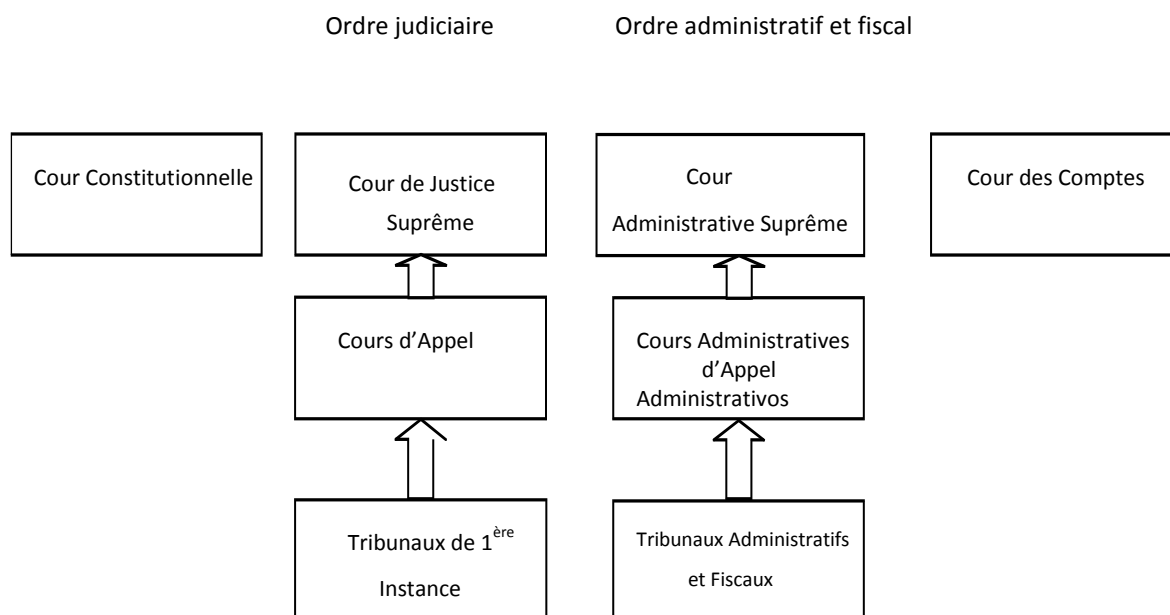 Ordre judiciaire
Ordre administratif et fiscal
Cour Constitutionnelle
Cour de Justice
Suprême
Cour
Administrative Suprême
Cour des Comptes
Cours d’Appel
Cours Administratives
d’Appel
Administrativos
Tribunaux de 1ère
Instance
Tribunaux Administratifs
et Fiscaux